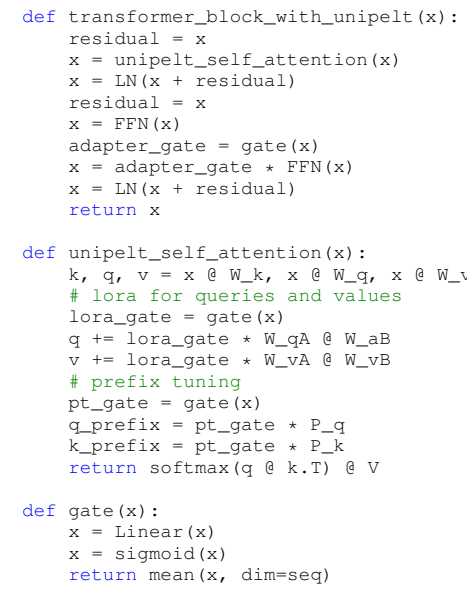 def transformer_block_with_unipelt(x):
    residual = x
    x = unipelt_self_attention(x)
    x = LN(x + residual)
    residual = x
    x = FFN(x)
    adapter_gate = gate(x)
    x = adapter_gate * FFN(x)
    x = LN(x + residual)
    return x
def unipelt_self_attention(x):
    k, q, v = x @ W_k, x @ W_q, x @ W_v
    # lora for queries and values
    lora_gate = gate(x)
    q += lora_gate * W_qA @ W_aB
    v += lora_gate * W_vA @ W_vB
    # prefix tuning
    pt_gate = gate(x)
    q_prefix = pt_gate * P_q
    k_prefix = pt_gate * P_k
    return softmax(q @ k.T) @ V
def gate(x):
    x = Linear(x)
    x = sigmoid(x)
    return mean(x, dim=seq)